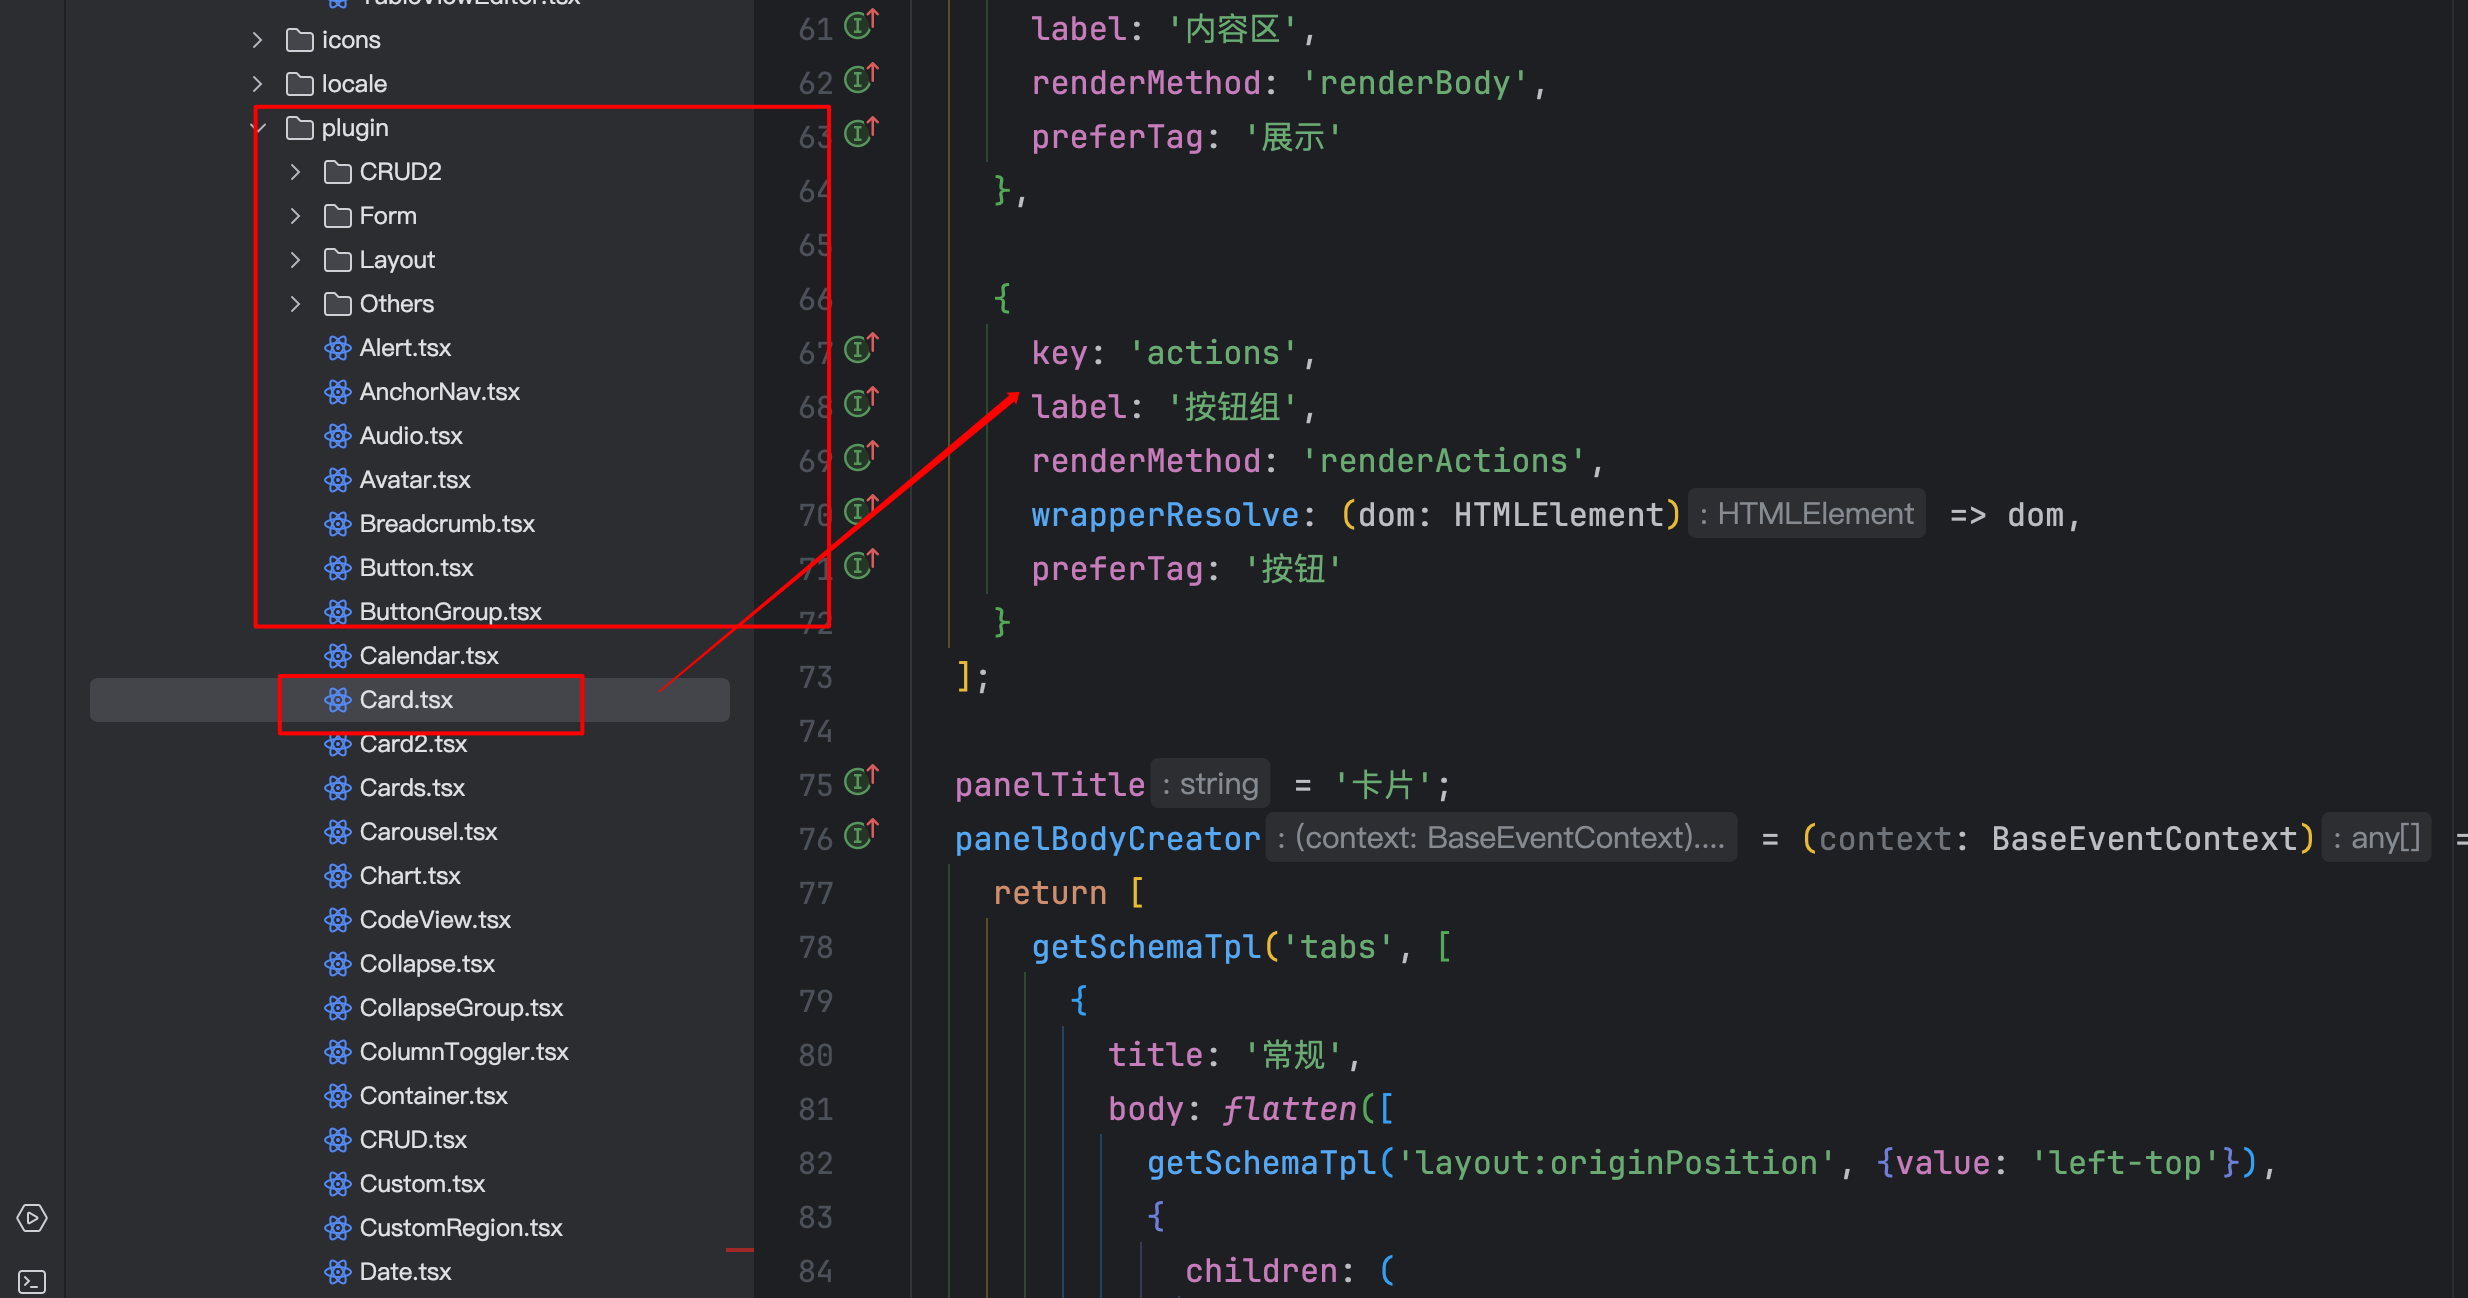 TableViewEditor.tsx
icons
locale
plugin
CRUD2
Form
Layout
Others
Alert.tsx
AnchorNav.tsx
Audio.tsx
Avatar.tsx
Breadcrumb.tsx
Button.tsx
ButtonGroup.tsx
Calendar.tsx
Card.tsx
Card2.tsx
Cards.tsx
Carousel.tsx
Chart.tsx
CodeView.tsx
Collapse.tsx
CollapseGroup.tsx
ColumnToggler.tsx
Container.tsx
CRUD.tsx
Custom.tsx
CustomRegion.tsx
Date.tsx
61 label: '内容区',
62 renderMethod: 'renderBody',
63 preferTag: '展示'
64 },
65
66 {
67 key: 'actions',
68 label: '按钮组',
69 renderMethod: 'renderActions',
70 wrapperResolve: (dom: HTMLElement) : HTMLElement => dom,
71 preferTag: '按钮'
72 }
73 ];
74
75 panelTitle : string = '卡片';
76 panelBodyCreator : (context: BaseEventContext).... = (context: BaseEventContext) : any[] =
77 return [
78 getSchemaTpl('tabs', [
79 {
80 title: '常规',
81 body: flatten([
82 getSchemaTpl('layout:originPosition', {value: 'left-top'}),
83 {
84 children: (